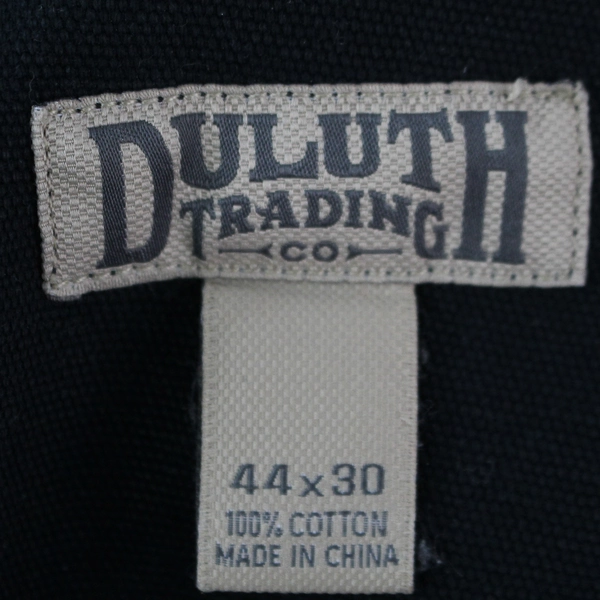 DULUTH
TRADING
CO
44x30
100% COTTON
MADE IN CHINA